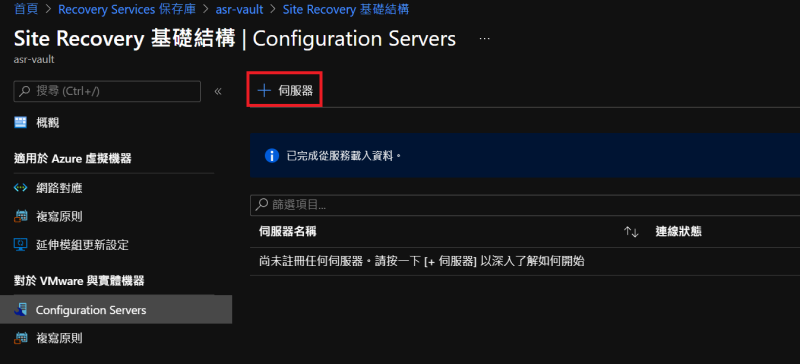 首頁 > Recovery Services 保存庫 > asr-vault > Site Recovery 基礎結構
Site Recovery 基礎結構 | Configuration Servers ...
asr-vault
搜尋 (Ctrl+/) «
概觀
適用於 Azure 虛擬機器
網路對應
複寫原則
延伸模組更新設定
對於 VMware 與實體機器
Configuration Servers
複寫原則
+ 伺服器
已完成從服務載入資料。
篩選項目...
伺服器名稱 ↑↓ 連線狀態
尚未註冊任何伺服器。請按一下 [+ 伺服器] 以深入了解如何開始